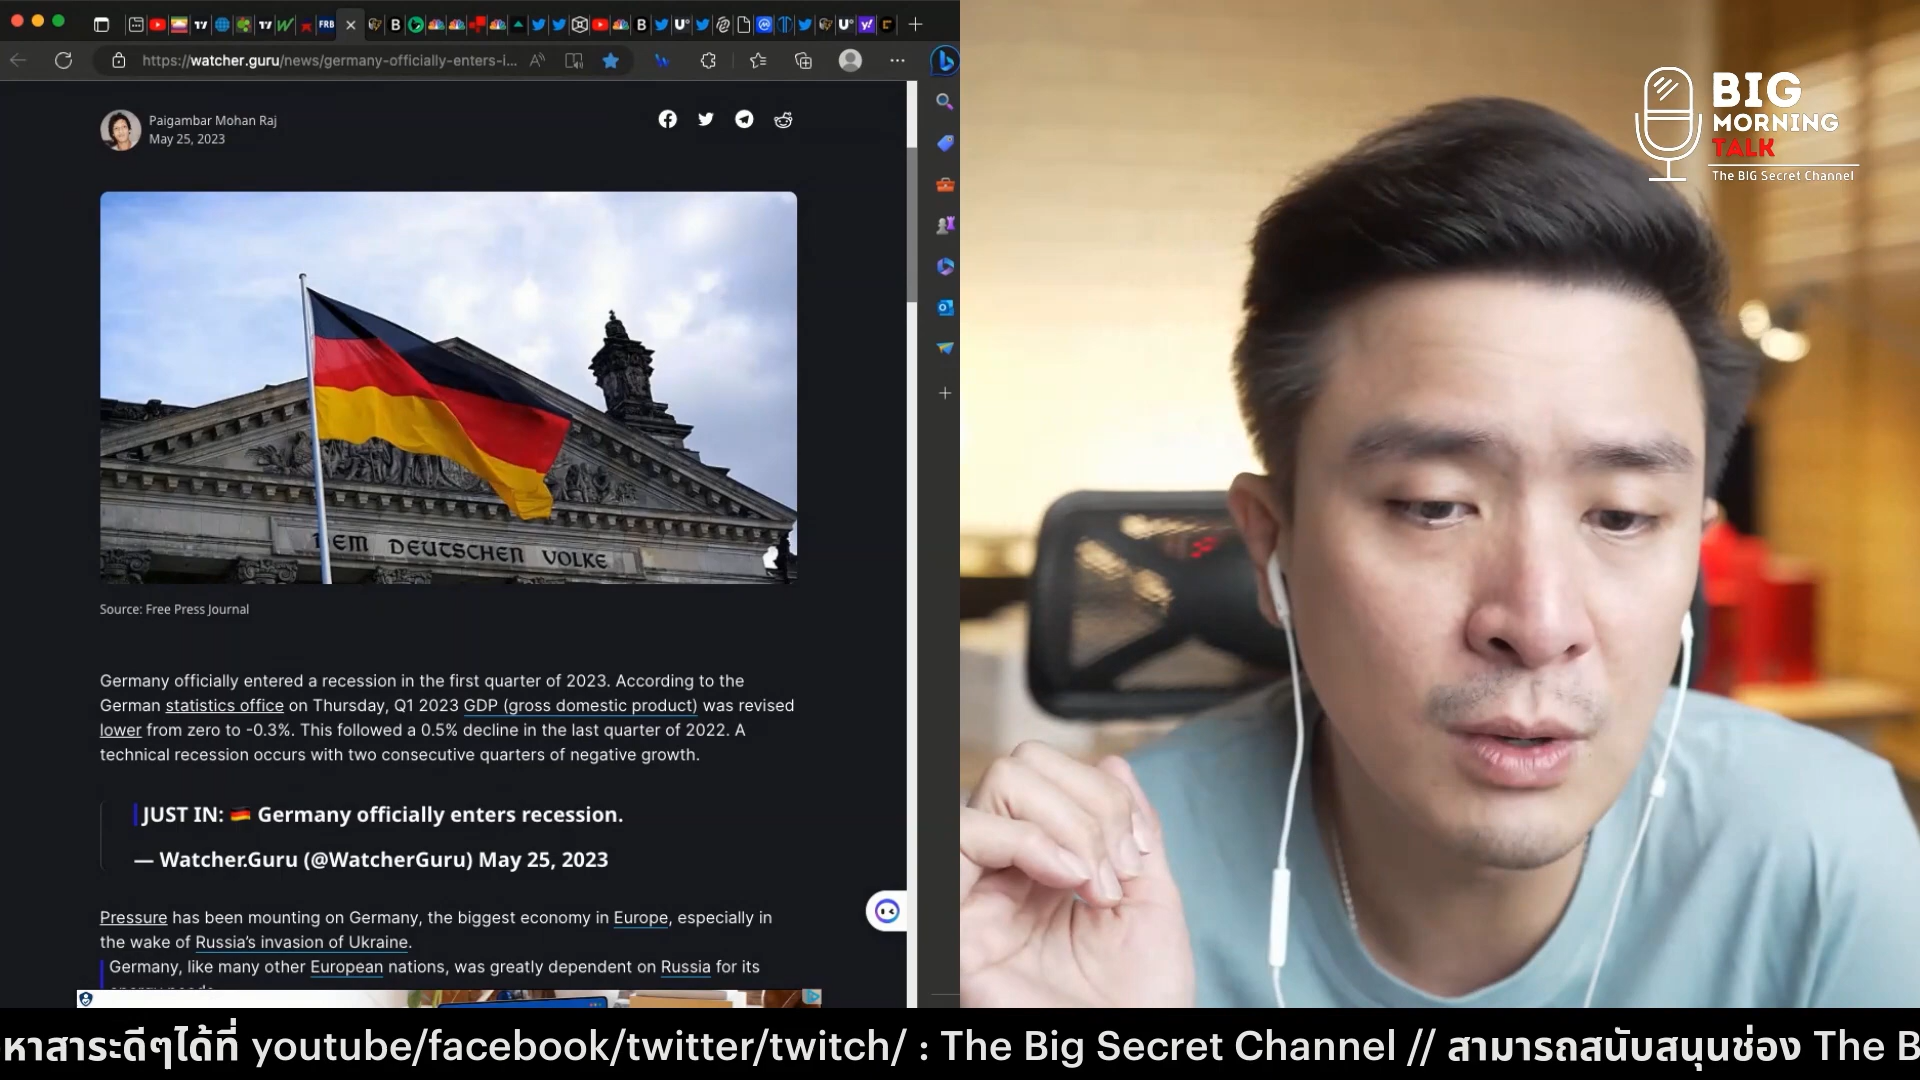 FRB
https://watcher.guru/news/germany-officially-enters-i...
Paigambar Mohan Raj
May 25, 2023
DEM DEUTSCHEN VOLKE
Source: Free Press Journal
Germany officially entered a recession in the first quarter of 2023. According to the
German statistics office on Thursday, Q1 2023 GDP (gross domestic product) was revised
lower from zero to -0.3%. This followed a 0.5% decline in the last quarter of 2022. A
technical recession occurs with two consecutive quarters of negative growth.
JUST IN: 🇩🇪 Germany officially enters recession.
— Watcher.Guru (@WatcherGuru) May 25, 2023
Pressure has been mounting on Germany, the biggest economy in Europe, especially in
the wake of Russia’s invasion of Ukraine.
Germany, like many other European nations, was greatly dependent on Russia for its
BIG
MORNING
TALK
The BIG Secret Channel
หาสาระดีๆได้ที่ youtube/facebook/twitter/twitch/ : The Big Secret Channel // สามารถสนับสนุนช่อง The B